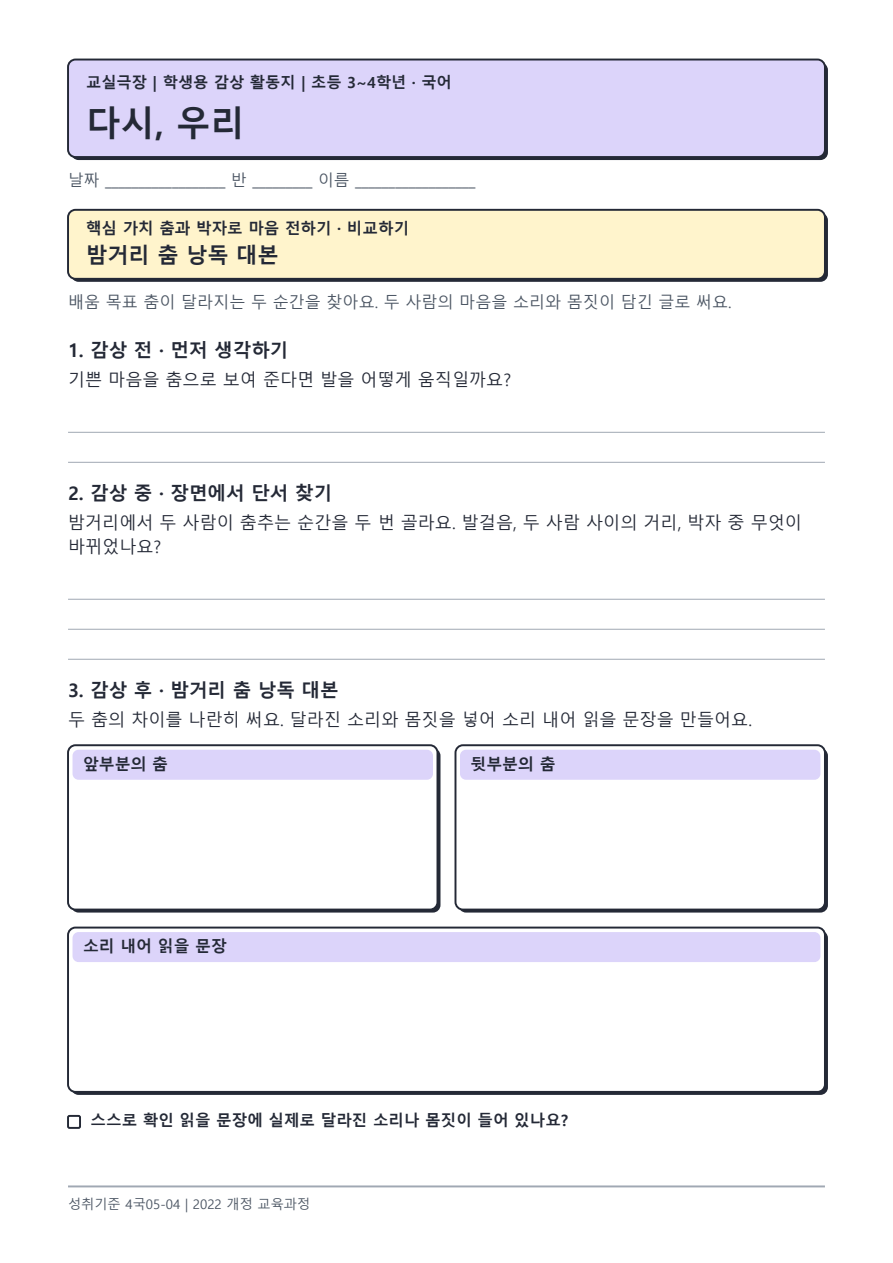 교실극장 | 학생용 감상 활동지 | 초등 3~4학년 · 국어
다시, 우리
날짜 ________________ 반 ________ 이름 ________________
핵심 가치 춤과 박자로 마음 전하기 · 비교하기
밤거리 춤 낭독 대본
배움 목표 춤이 달라지는 두 순간을 찾아요. 두 사람의 마음을 소리와 몸짓이 담긴 글로 써요.
1. 감상 전 · 먼저 생각하기
기쁜 마음을 춤으로 보여 준다면 발을 어떻게 움직일까요?
2. 감상 중 · 장면에서 단서 찾기
밤거리에서 두 사람이 춤추는 순간을 두 번 골라요. 발걸음, 두 사람 사이의 거리, 박자 중 무엇이
바뀌었나요?
3. 감상 후 · 밤거리 춤 낭독 대본
두 춤의 차이를 나란히 써요. 달라진 소리와 몸짓을 넣어 소리 내어 읽을 문장을 만들어요.
앞부분의 춤
뒷부분의 춤
소리 내어 읽을 문장
스스로 확인 읽을 문장에 실제로 달라진 소리나 몸짓이 들어 있나요?
성취기준 4국05-04 | 2022 개정 교육과정